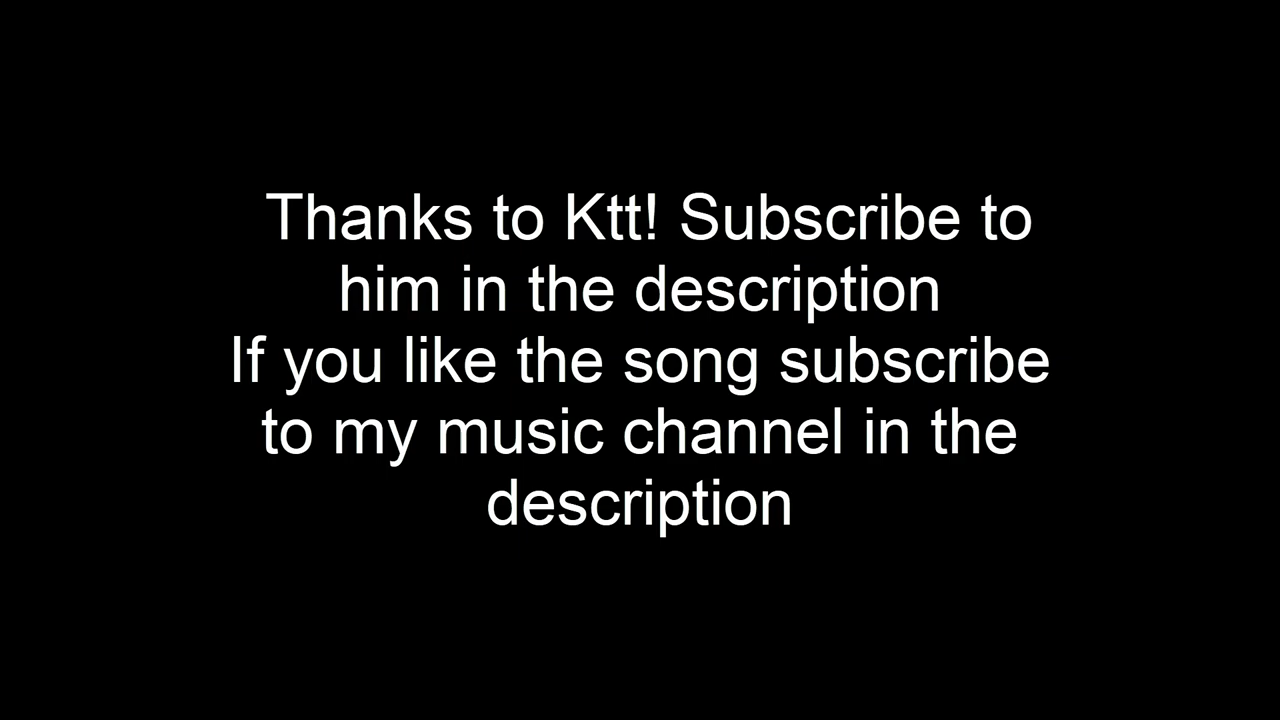 Thanks to Ktt! Subscribe to
him in the description
If you like the song subscribe
to my music channel in the
description